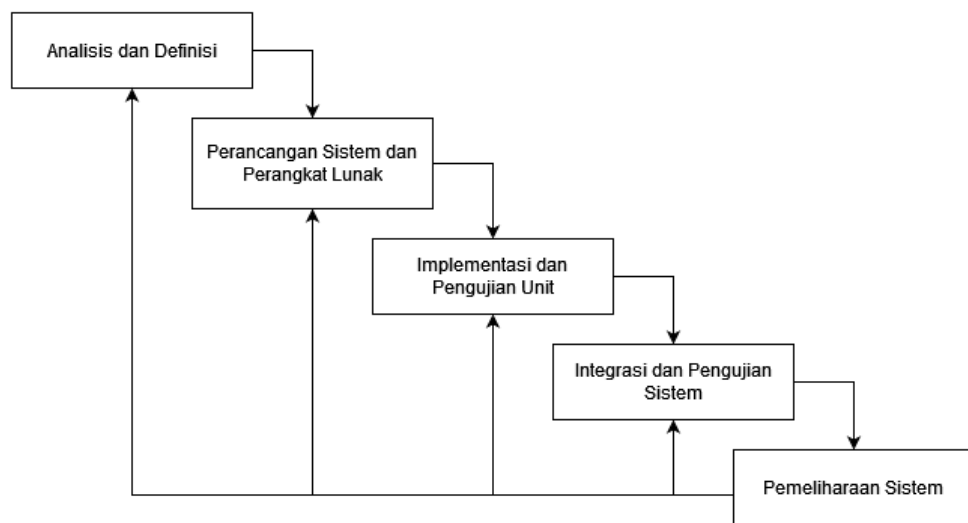 Analisis dan Definisi
Perancangan Sistem dan
Perangkat Lunak
Implementasi dan
Pengujian Unit
Integrasi dan Pengujian
Sistem
Pemeliharaan Sistem